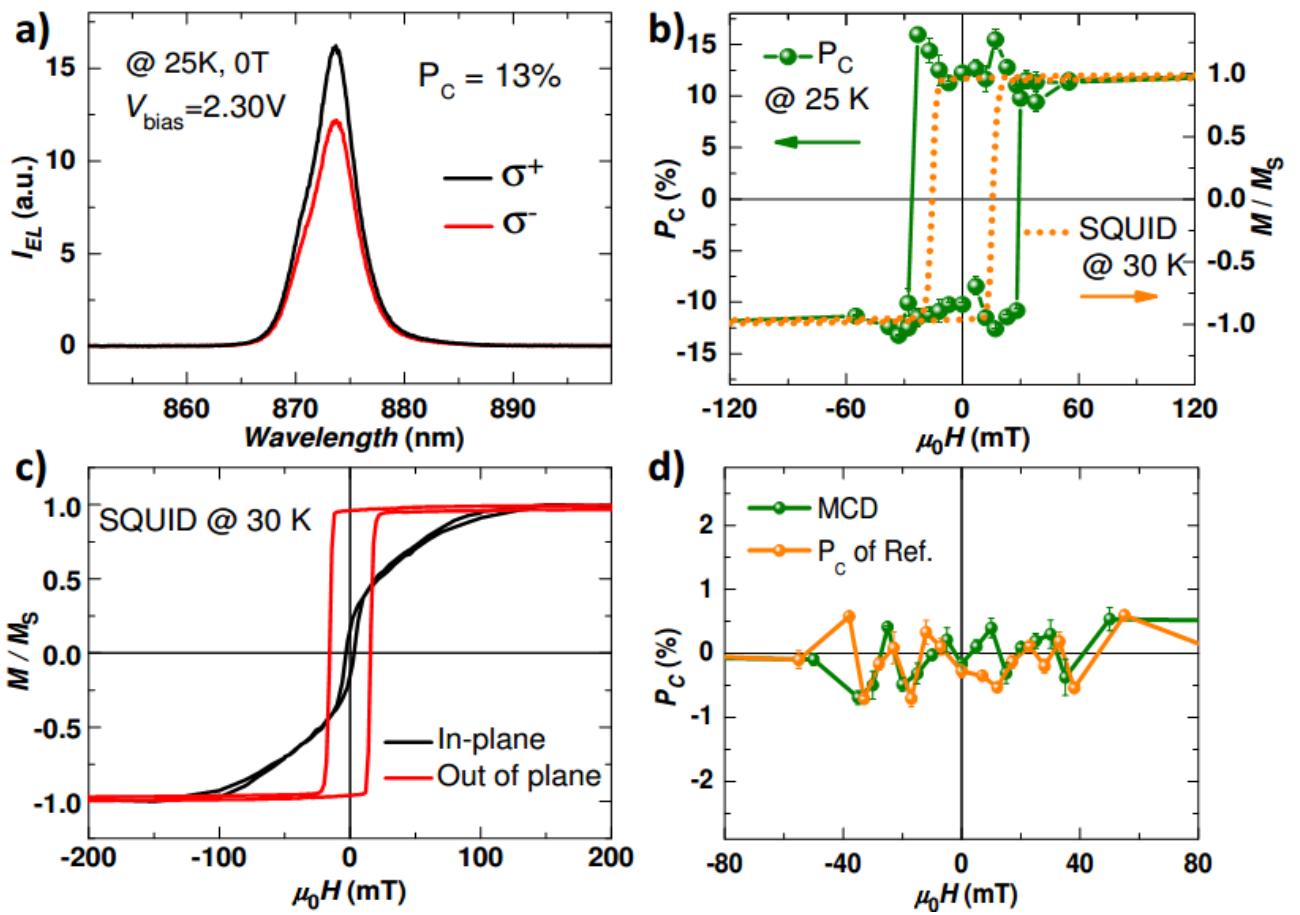 a)
@ 25K, 0T
V_bias=2.30V
P_C = 13%
σ+
σ-
15
10
5
0
I_EL (a.u.)
860 870 880 890
Wavelength (nm)
b)
P_C
@ 25 K
SQUID
@ 30 K
15
10
5
0
-5
-10
-15
P_C (%)
1.0
0.5
0.0
-0.5
-1.0
M / M_S
-120 -60 0 60 120
μ0H (mT)
c)
SQUID @ 30 K
In-plane
Out of plane
1.0
0.5
0.0
-0.5
-1.0
M / M_S
-200 -100 0 100 200
μ0H (mT)
d)
MCD
P_C of Ref.
2
1
0
-1
-2
P_C (%)
-80 -40 0 40 80
μ0H (mT)